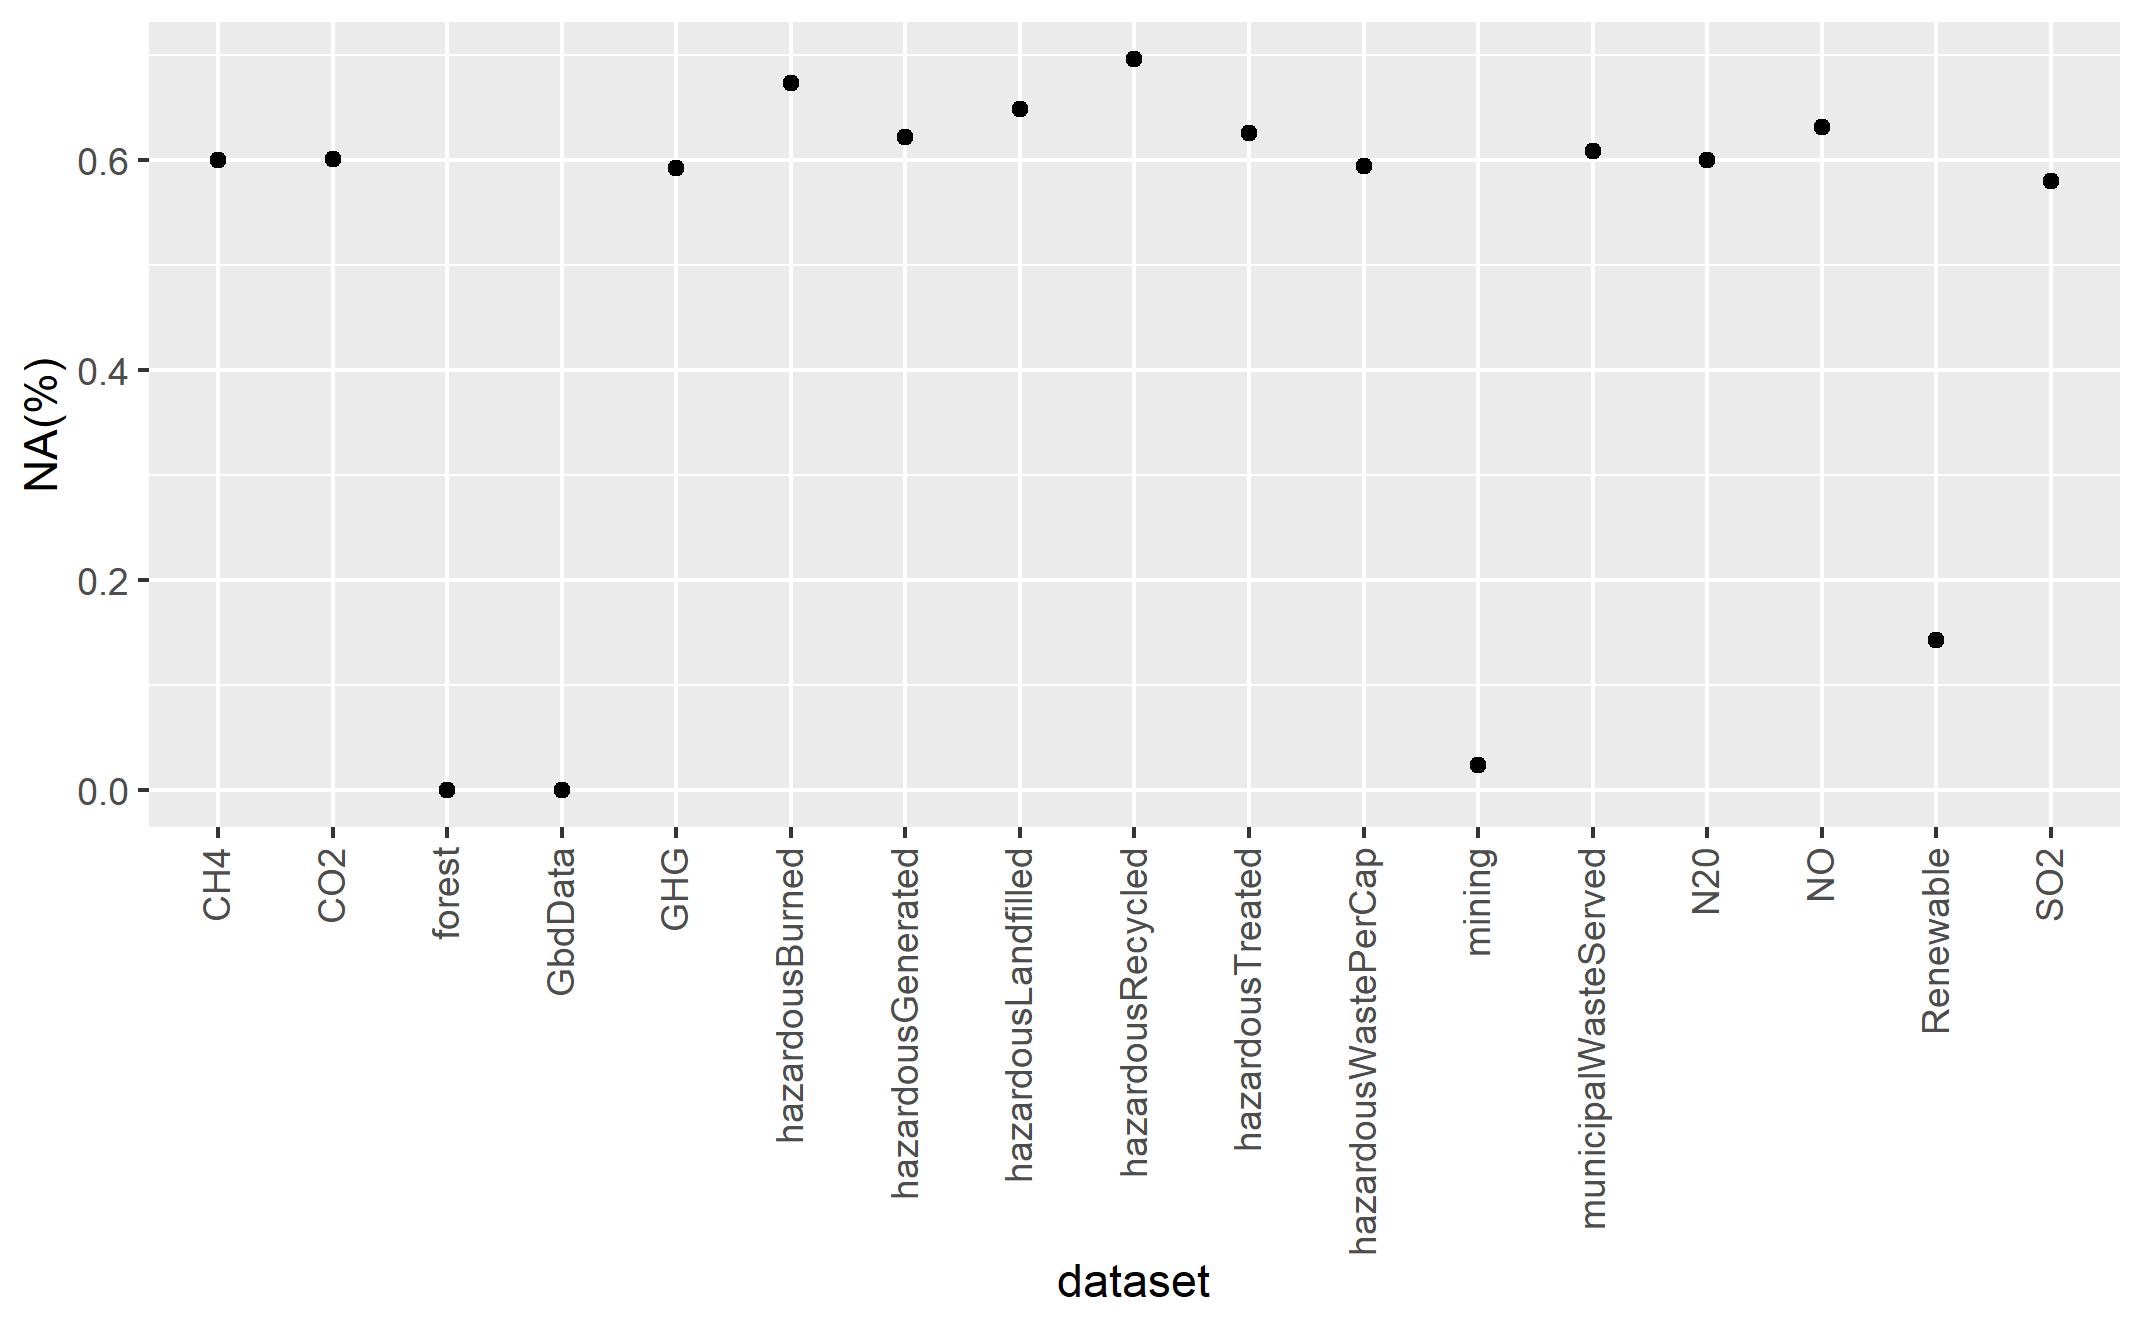 NA(%)
0.6
0.4
0.2
0.0
CH4
CO2
forest
GbdData
GHG
hazardousBurned
hazardousGenerated
hazardousLandfilled
hazardousRecycled
hazardousTreated
hazardousWastePerCap
mining
municipalWasteServed
N20
NO
Renewable
SO2
dataset